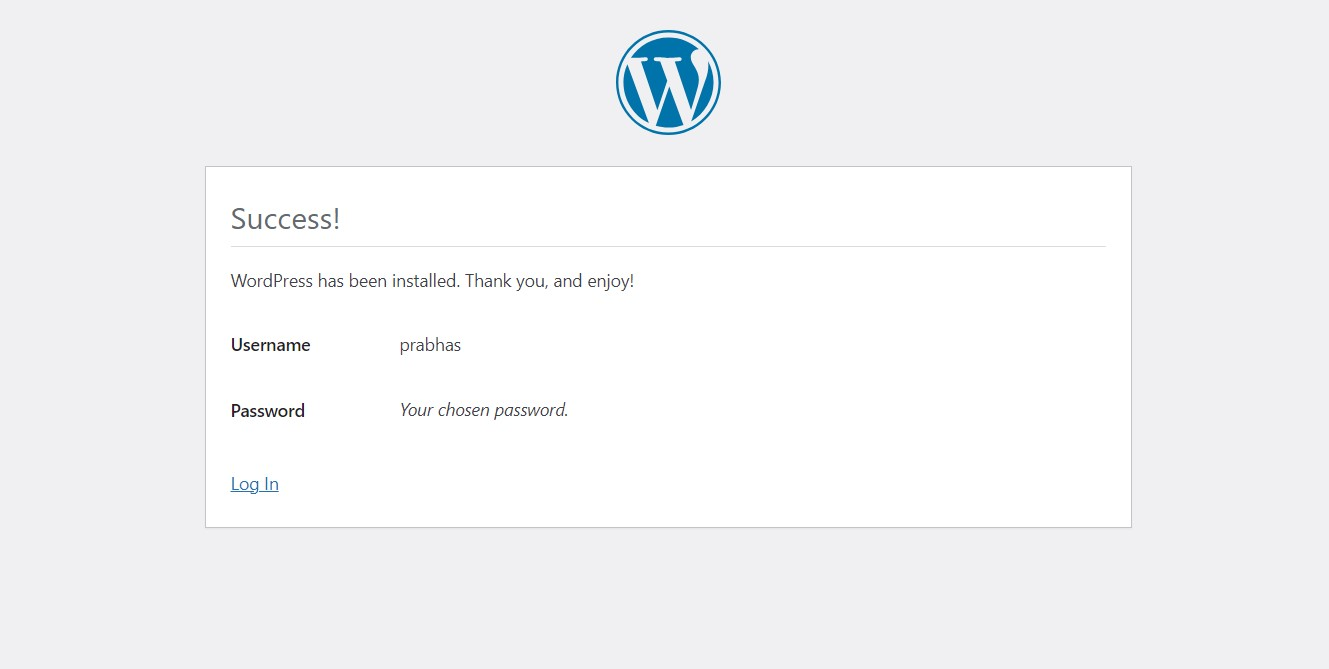 Success!
WordPress has been installed. Thank you, and enjoy!
Username prabhas
Password Your chosen password.
Log In